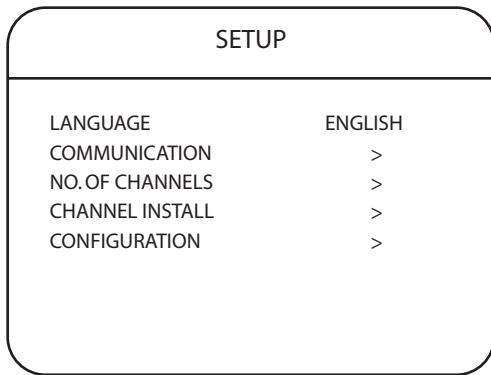 SETUP
LANGUAGE ENGLISH
COMMUNICATION >
NO. OF CHANNELS >
CHANNEL INSTALL >
CONFIGURATION >